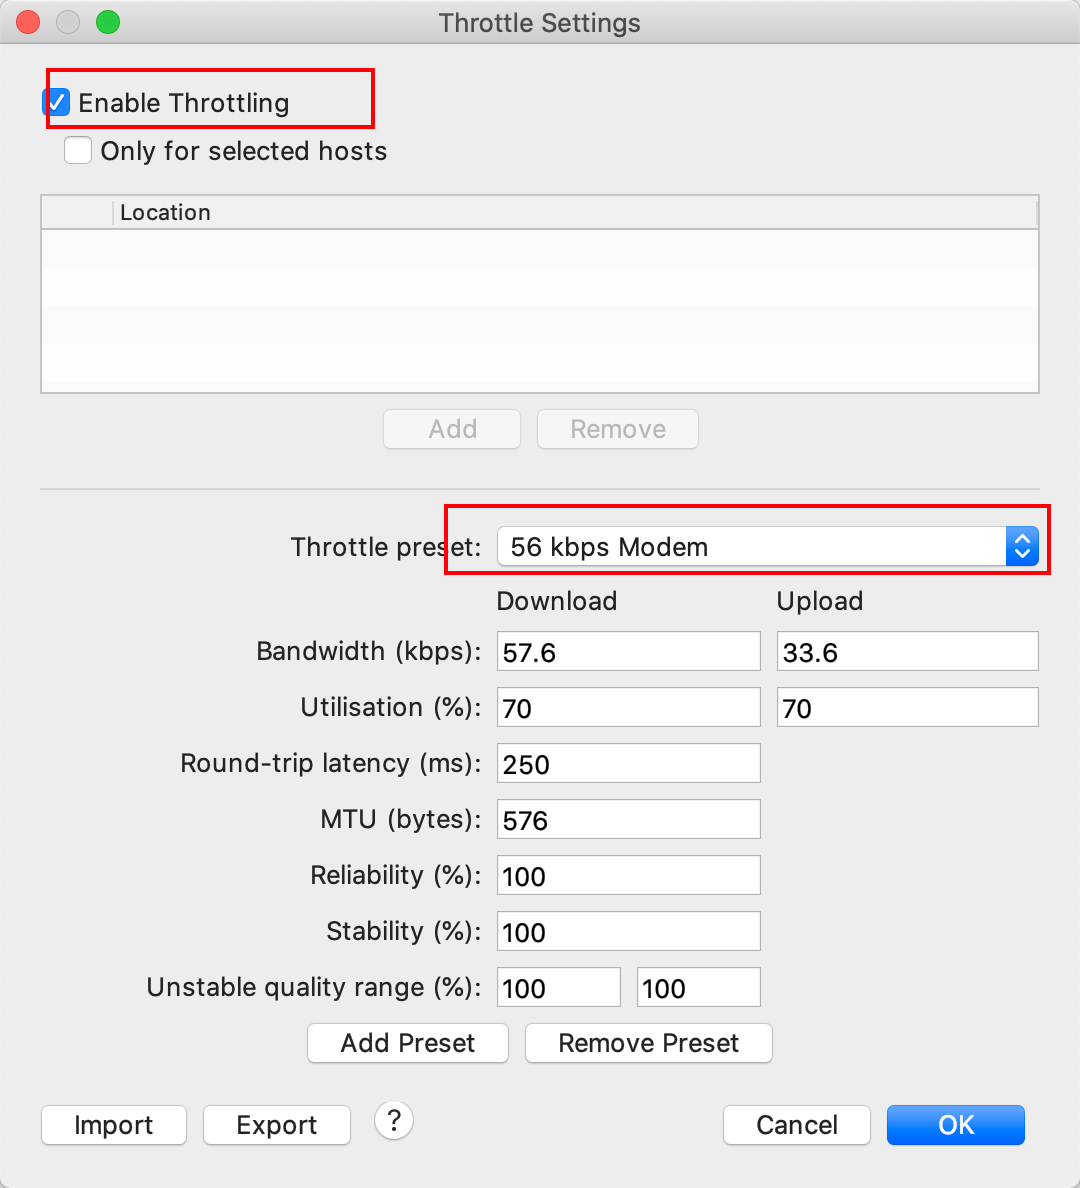 Throttle Settings
Enable Throttling
Only for selected hosts
Location
Add Remove
Throttle preset: 56 kbps Modem
Download Upload
Bandwidth (kbps): 57.6 33.6
Utilisation (%): 70 70
Round-trip latency (ms): 250
MTU (bytes): 576
Reliability (%): 100
Stability (%): 100
Unstable quality range (%): 100 100
Add Preset Remove Preset
Import Export ? Cancel OK